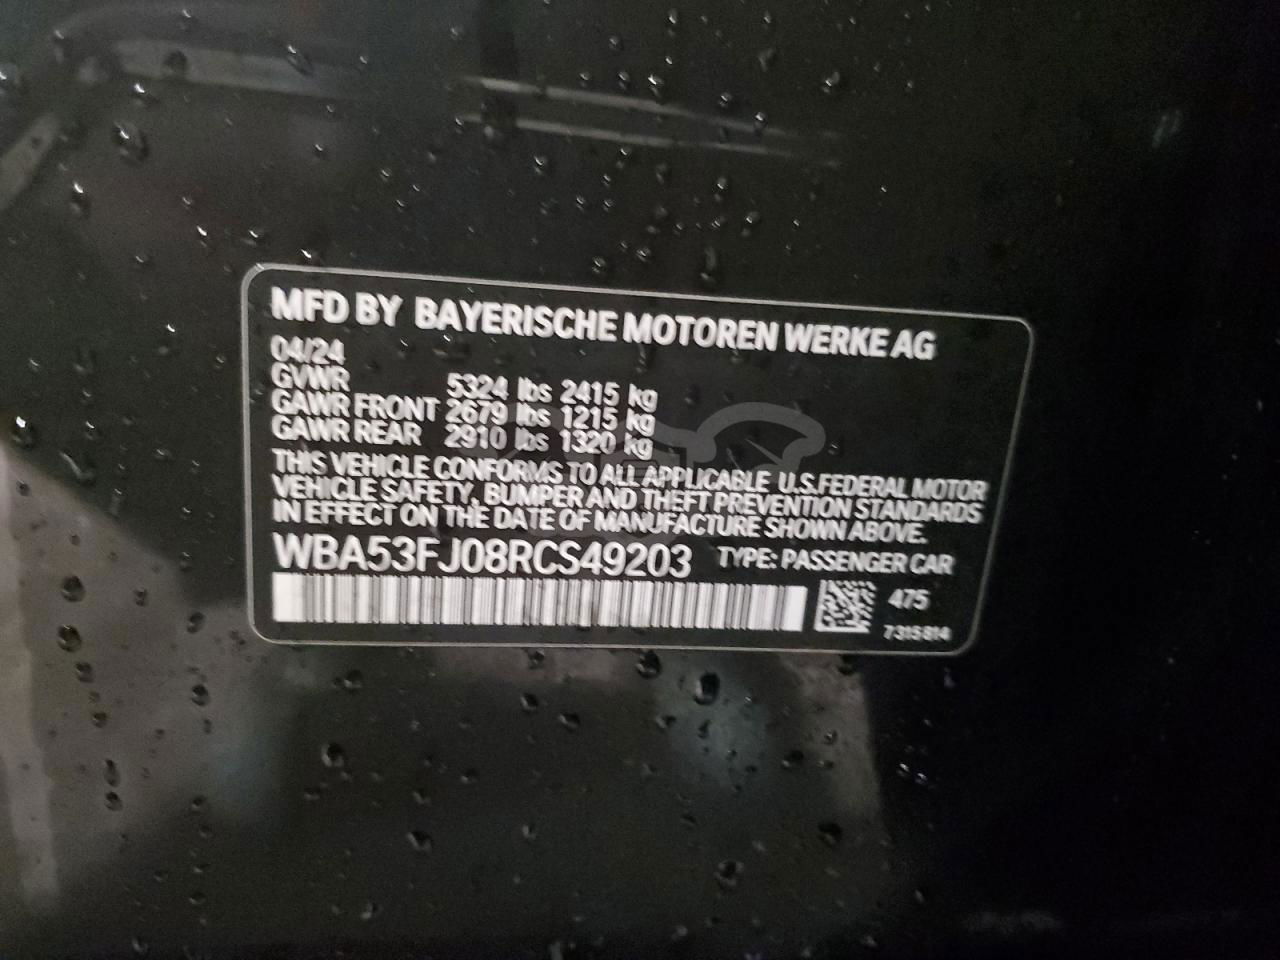 MFD BY BAYERISCHE MOTOREN WERKE AG
04/24
GVWR 5324 lbs 2415 kg
GAWR FRONT 2679 lbs 1215 kg
GAWR REAR 2910 lbs 1320 kg
THIS VEHICLE CONFORMS TO ALL APPLICABLE U.S.FEDERAL MOTOR
VEHICLE SAFETY, BUMPER AND THEFT PREVENTION STANDARDS
IN EFFECT ON THE DATE OF MANUFACTURE SHOWN ABOVE.
WBA53FJ08RCS49203 TYPE: PASSENGER CAR
475
7315814